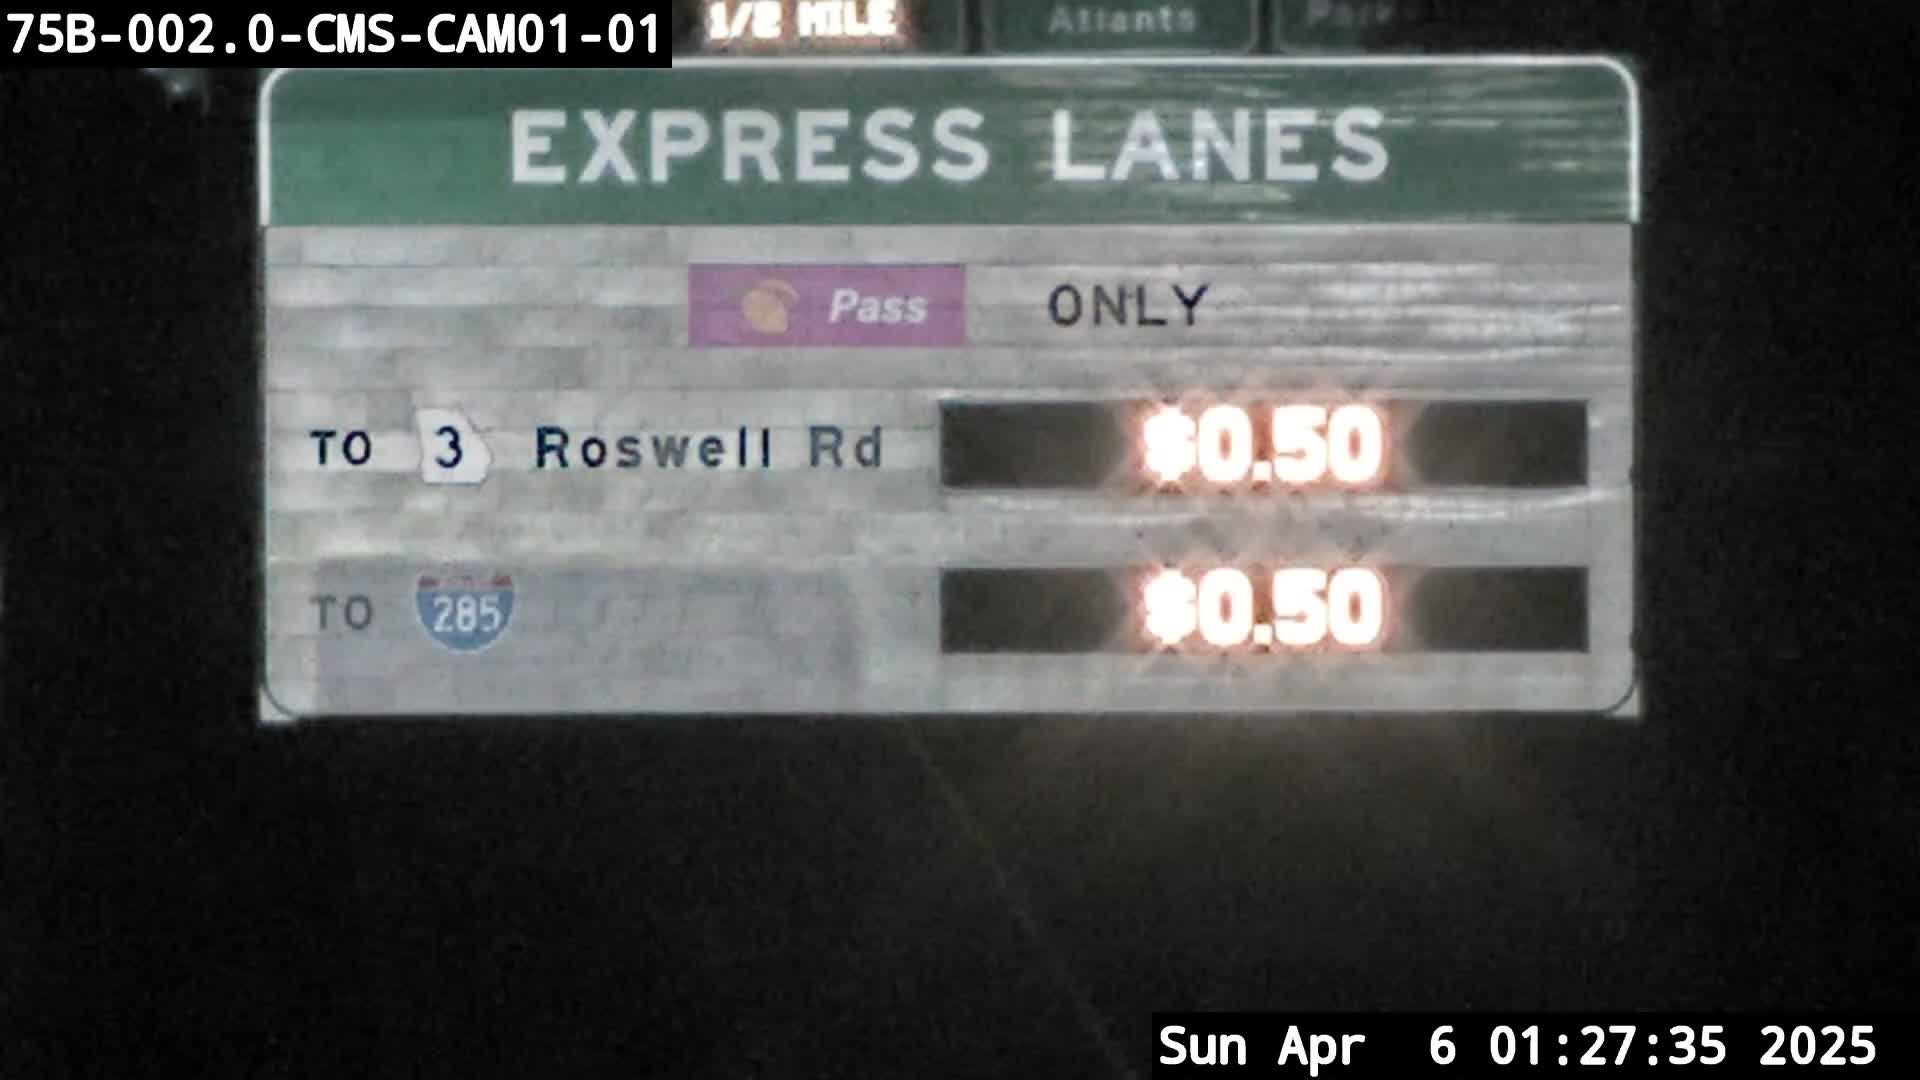 75B-002.0-CMS-CAM01-01
1/2 MILE
EXPRESS LANES
Pass ONLY
TO 3 Roswell Rd $0.50
TO 285 $0.50
Sun Apr 6 01:27:35 2025